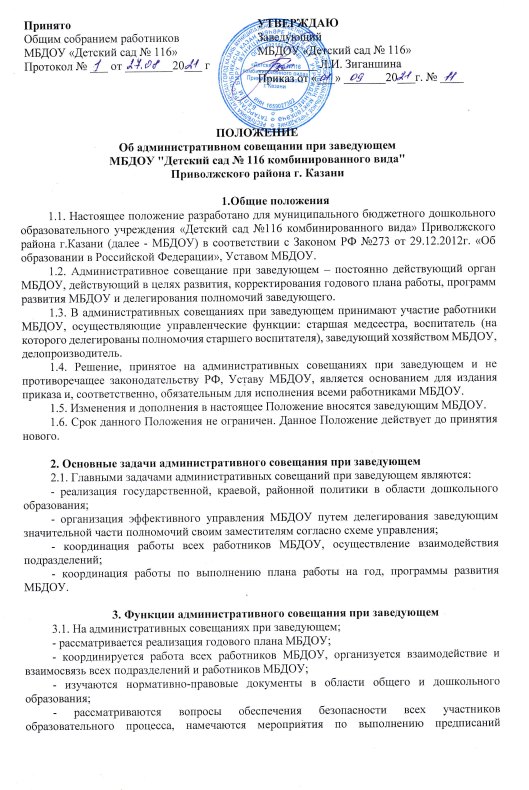 Принято
Общим собранием работников
МБДОУ «Детский сад № 116»
Протокол № 1 от 27.08 2021 г
УТВЕРЖДАЮ
Заведующий
МБДОУ «Детский сад № 116»
Л.И. Зиганшина
Приказ от « 01 » 09 2021 г. № 11
ПОЛОЖЕНИЕ
Об административном совещании при заведующем
МБДОУ "Детский сад № 116 комбинированного вида"
Приволжского района г. Казани
1.Общие положения
1.1. Настоящее положение разработано для муниципального бюджетного дошкольного
образовательного учреждения «Детский сад №116 комбинированного вида» Приволжского
района г.Казани (далее - МБДОУ) в соответствии с Законом РФ №273 от 29.12.2012г. «Об
образовании в Российской Федерации», Уставом МБДОУ.
1.2. Административное совещание при заведующем – постоянно действующий орган
МБДОУ, действующий в целях развития, корректирования годового плана работы, программ
развития МБДОУ и делегирования полномочий заведующего.
1.3. В административных совещаниях при заведующем принимают участие работники
МБДОУ, осуществляющие управленческие функции: старшая медсестра, воспитатель (на
которого делегированы полномочия старшего воспитателя), заведующий хозяйством МБДОУ,
делопроизводитель.
1.4. Решение, принятое на административных совещаниях при заведующем и не
противоречащее законодательству РФ, Уставу МБДОУ, является основанием для издания
приказа и, соответственно, обязательным для исполнения всеми работниками МБДОУ.
1.5. Изменения и дополнения в настоящее Положение вносятся заведующим МБДОУ.
1.6. Срок данного Положения не ограничен. Данное Положение действует до принятия
нового.
2. Основные задачи административного совещания при заведующем
2.1. Главными задачами административных совещаний при заведующем являются:
- реализация государственной, краевой, районной политики в области дошкольного
образования;
- организация эффективного управления МБДОУ путем делегирования заведующим
значительной части полномочий своим заместителям согласно схеме управления;
- координация работы всех работников МБДОУ, осуществление взаимодействия
подразделений;
- координация работы по выполнению плана работы на год, программы развития
МБДОУ.
3. Функции административного совещания при заведующем
3.1. На административных совещаниях при заведующем;
- рассматривается реализация годового плана МБДОУ;
- координируется работа всех работников МБДОУ, организуется взаимодействие и
взаимосвязь всех подразделений и работников МБДОУ;
- изучаются нормативно-правовые документы в области общего и дошкольного
образования;
- рассматриваются вопросы обеспечения безопасности всех участников
образовательного процесса, намечаются мероприятия по выполнению предписаний